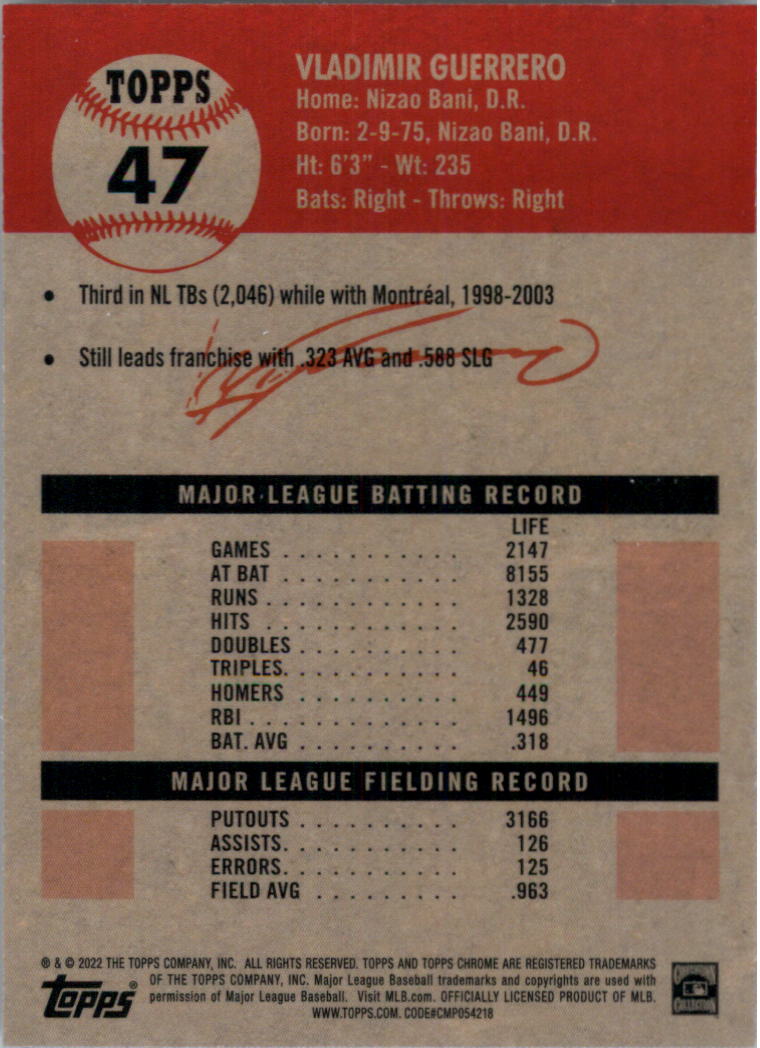 TOPPS
47
VLADIMIR GUERRERO
Home: Nizao Bani, D.R.
Born: 2-9-75, Nizao Bani, D.R.
Ht: 6'3" - Wt: 235
Bats: Right - Throws: Right
• Third in NL TBs (2,046) while with Montréal, 1998-2003
• Still leads franchise with .323 AVG and .588 SLG
MAJOR LEAGUE BATTING RECORD
LIFE
GAMES . . . . . . . . . . . 2147
AT BAT . . . . . . . . . . . 8155
RUNS . . . . . . . . . . . . 1328
HITS . . . . . . . . . . . . 2590
DOUBLES . . . . . . . . . . 477
TRIPLES. . . . . . . . . . . 46
HOMERS . . . . . . . . . . 449
RBI . . . . . . . . . . . . . 1496
BAT. AVG . . . . . . . . . . .318
MAJOR LEAGUE FIELDING RECORD
PUTOUTS . . . . . . . . . . 3166
ASSISTS. . . . . . . . . . . 126
ERRORS. . . . . . . . . . . 125
FIELD AVG . . . . . . . . . .963
® & © 2022 THE TOPPS COMPANY, INC. ALL RIGHTS RESERVED. TOPPS AND TOPPS CHROME ARE REGISTERED TRADEMARKS
OF THE TOPPS COMPANY, INC. Major League Baseball trademarks and copyrights are used with
permission of Major League Baseball. Visit MLB.com. OFFICIALLY LICENSED PRODUCT OF MLB.
WWW.TOPPS.COM. CODE#CMP054218
topps®
COOPERSTOWN
COLLECTION